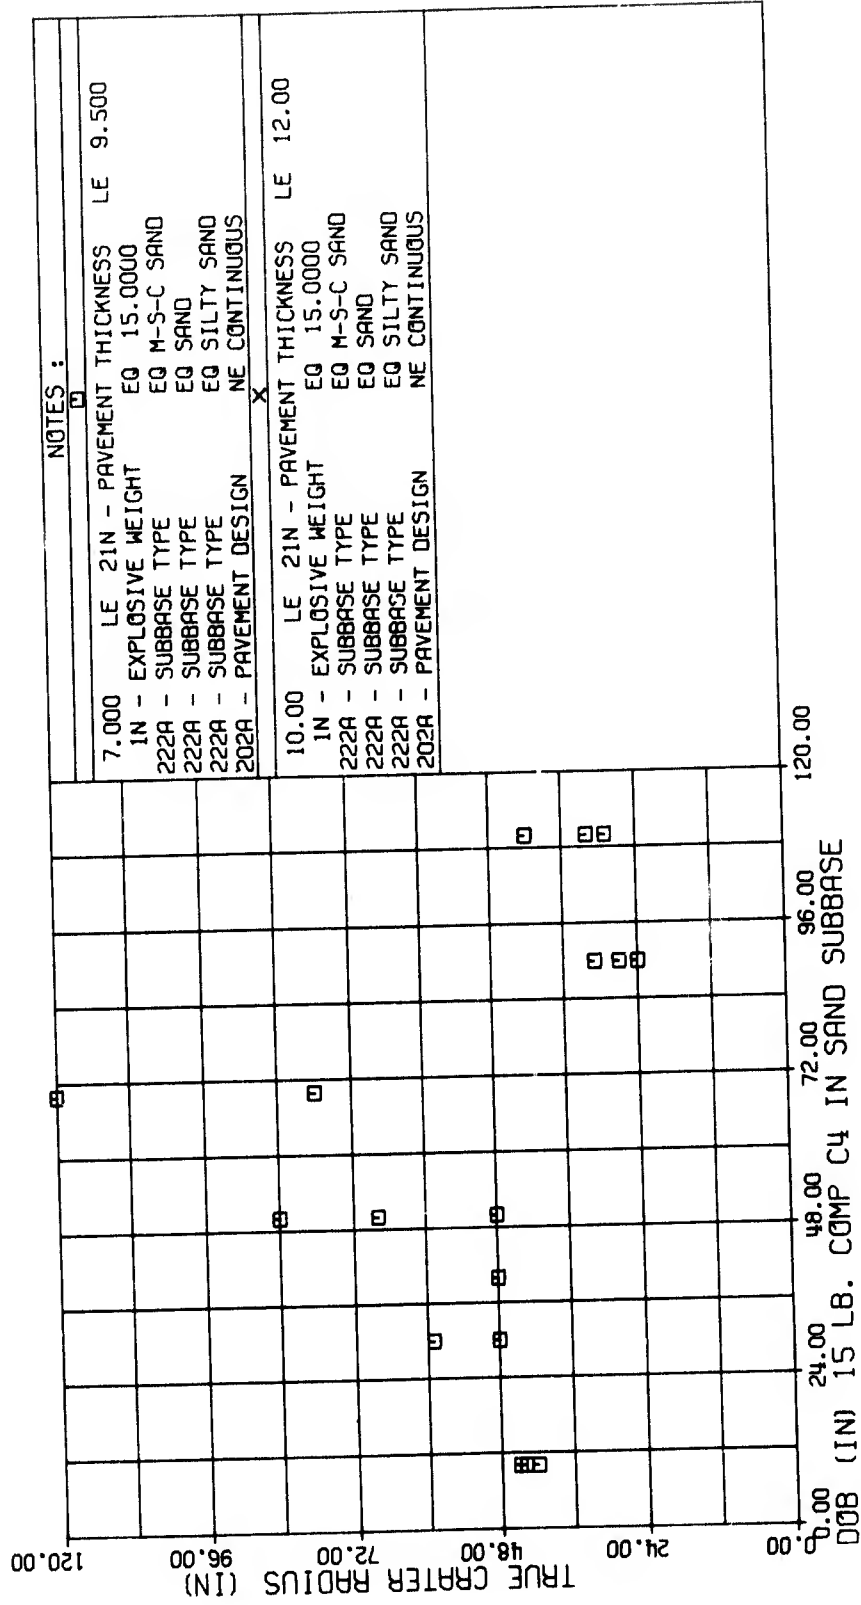 NOTES :
7.000 LE 21N - PAVEMENT THICKNESS LE 9.500
1N - EXPLOSIVE WEIGHT EQ 15.0000
222A - SUBBASE TYPE EQ M-S-C SAND
222A - SUBBASE TYPE EQ SAND
222A - SUBBASE TYPE EQ SILTY SAND
202A - PAVEMENT DESIGN NE CONTINUOUS
X
10.00 LE 21N - PAVEMENT THICKNESS LE 12.00
1N - EXPLOSIVE WEIGHT EQ 15.0000
222A - SUBBASE TYPE EQ M-S-C SAND
222A - SUBBASE TYPE EQ SAND
222A - SUBBASE TYPE EQ SILTY SAND
202A - PAVEMENT DESIGN NE CONTINUOUS
120.00
96.00
72.00
48.00
24.00
0.00
TRUE CRATER RADIUS (IN)
0.00 24.00 48.00 72.00 96.00 120.00
DOB (IN) 15 LB. COMP C4 IN SAND SUBBASE